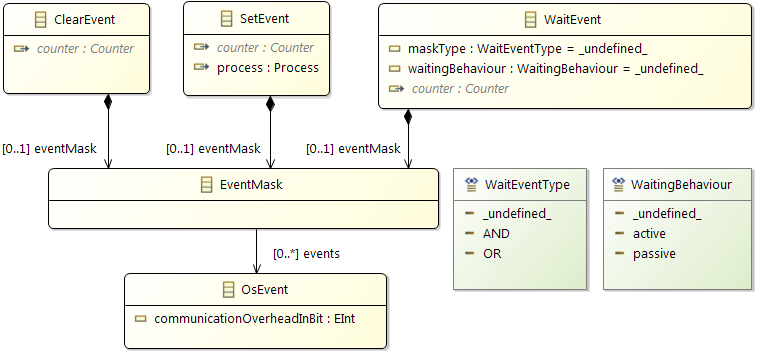 ClearEvent
counter : Counter
SetEvent
counter : Counter
process : Process
WaitEvent
maskType : WaitEventType = _undefined_
waitingBehaviour : WaitingBehaviour = _undefined_
counter : Counter
[0..1] eventMask
[0..1] eventMask
[0..1] eventMask
EventMask
WaitEventType
_undefined_
AND
OR
WaitingBehaviour
_undefined_
active
passive
[0..*] events
OsEvent
communicationOverheadInBit : EInt